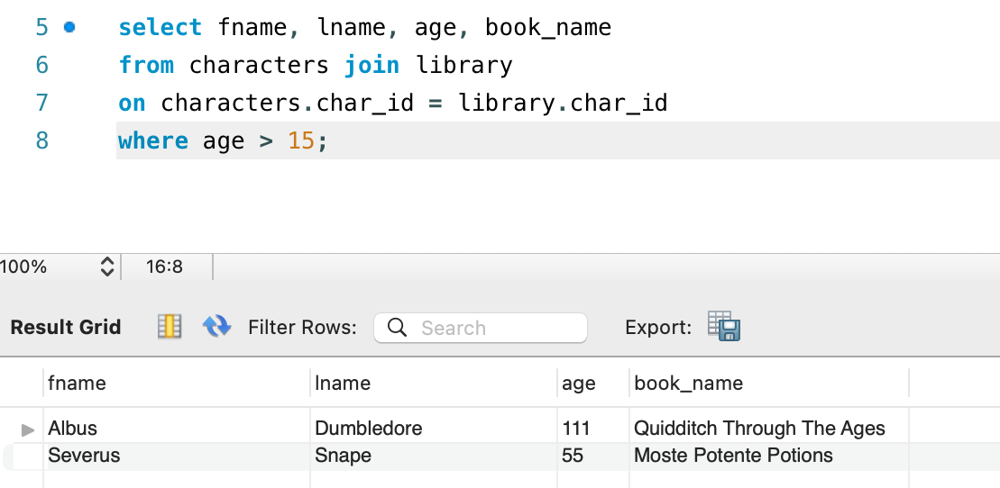 5 select fname, lname, age, book_name
6 from characters join library
7 on characters.char_id = library.char_id
8 where age > 15;
100% 16:8
Result Grid Filter Rows: Search Export:
fname lname age book_name
Albus Dumbledore 111 Quidditch Through The Ages
Severus Snape 55 Moste Potente Potions